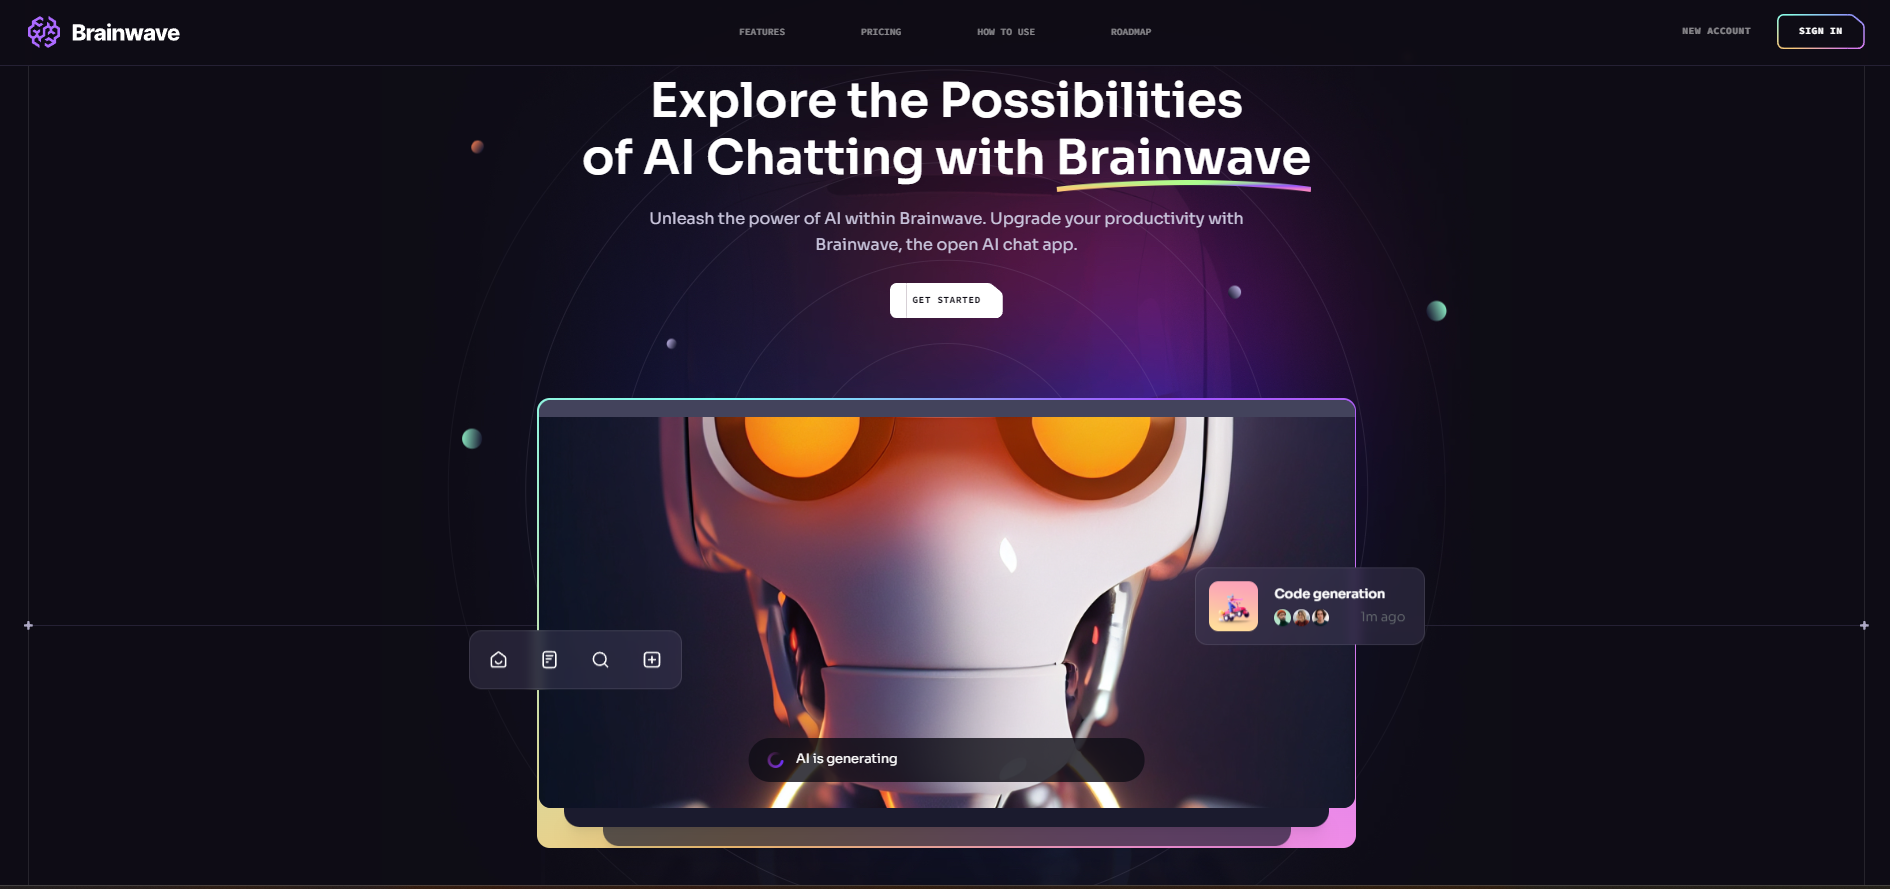 Brainwave
FEATURES
PRICING
HOW TO USE
ROADMAP
NEW ACCOUNT
SIGN IN
Explore the Possibilities
of AI Chatting with Brainwave
Unleash the power of AI within Brainwave. Upgrade your productivity with
Brainwave, the open AI chat app.
GET STARTED
Code generation
1m ago
AI is generating